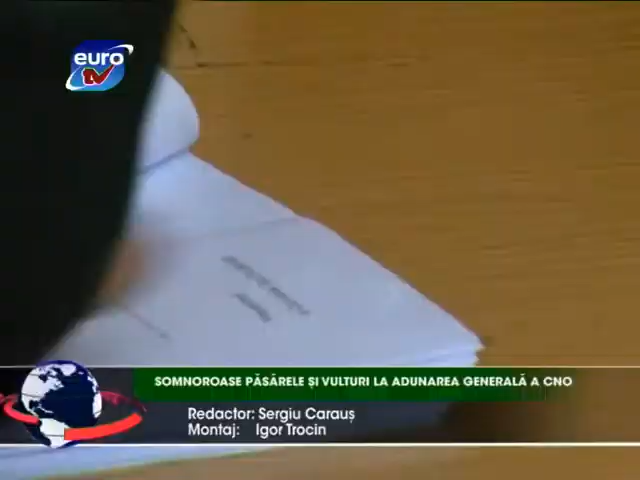 euro
tv
SOMNOROASE PĂSĂRELE ȘI VULTURI LA ADUNAREA GENERALĂ A CNO
Redactor: Sergiu Carauș
Montaj: Igor Trocin